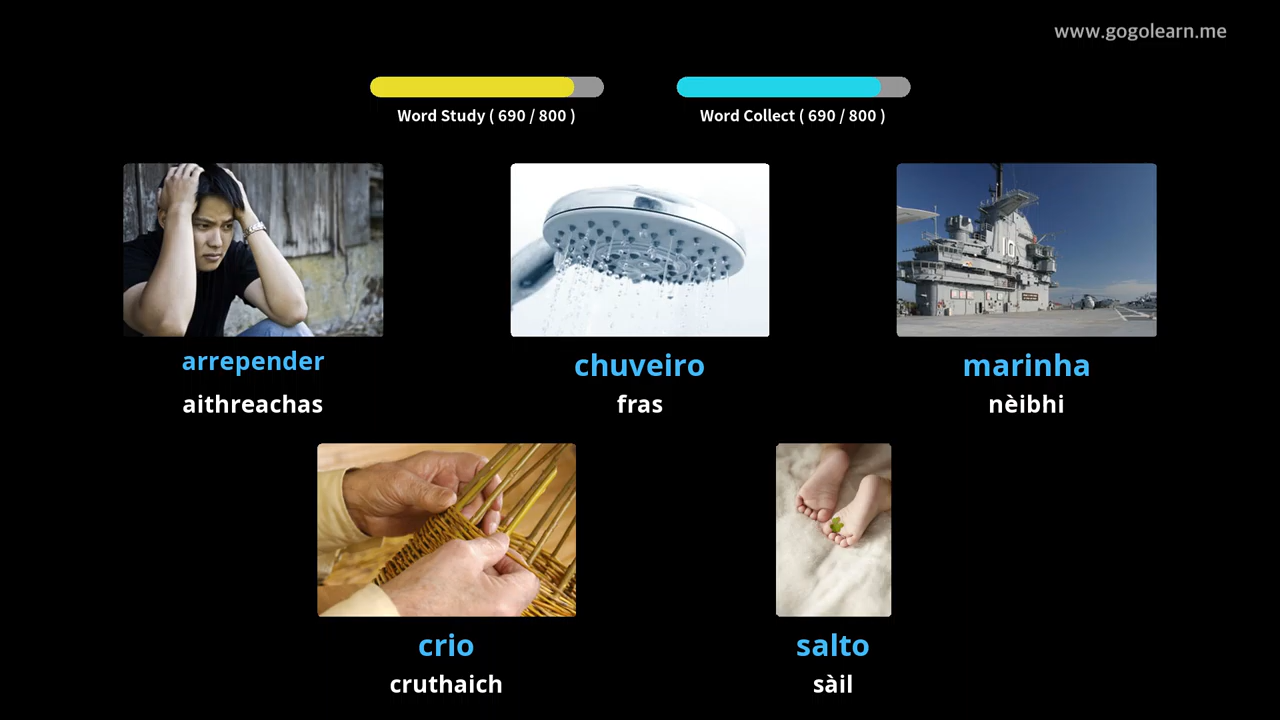 www.gogolearn.me
Word Study ( 690 / 800 )
Word Collect ( 690 / 800 )
arrepender
aithreachas
chuveiro
fras
10
marinha
nèibhi
crio
cruthaich
salto
sàil